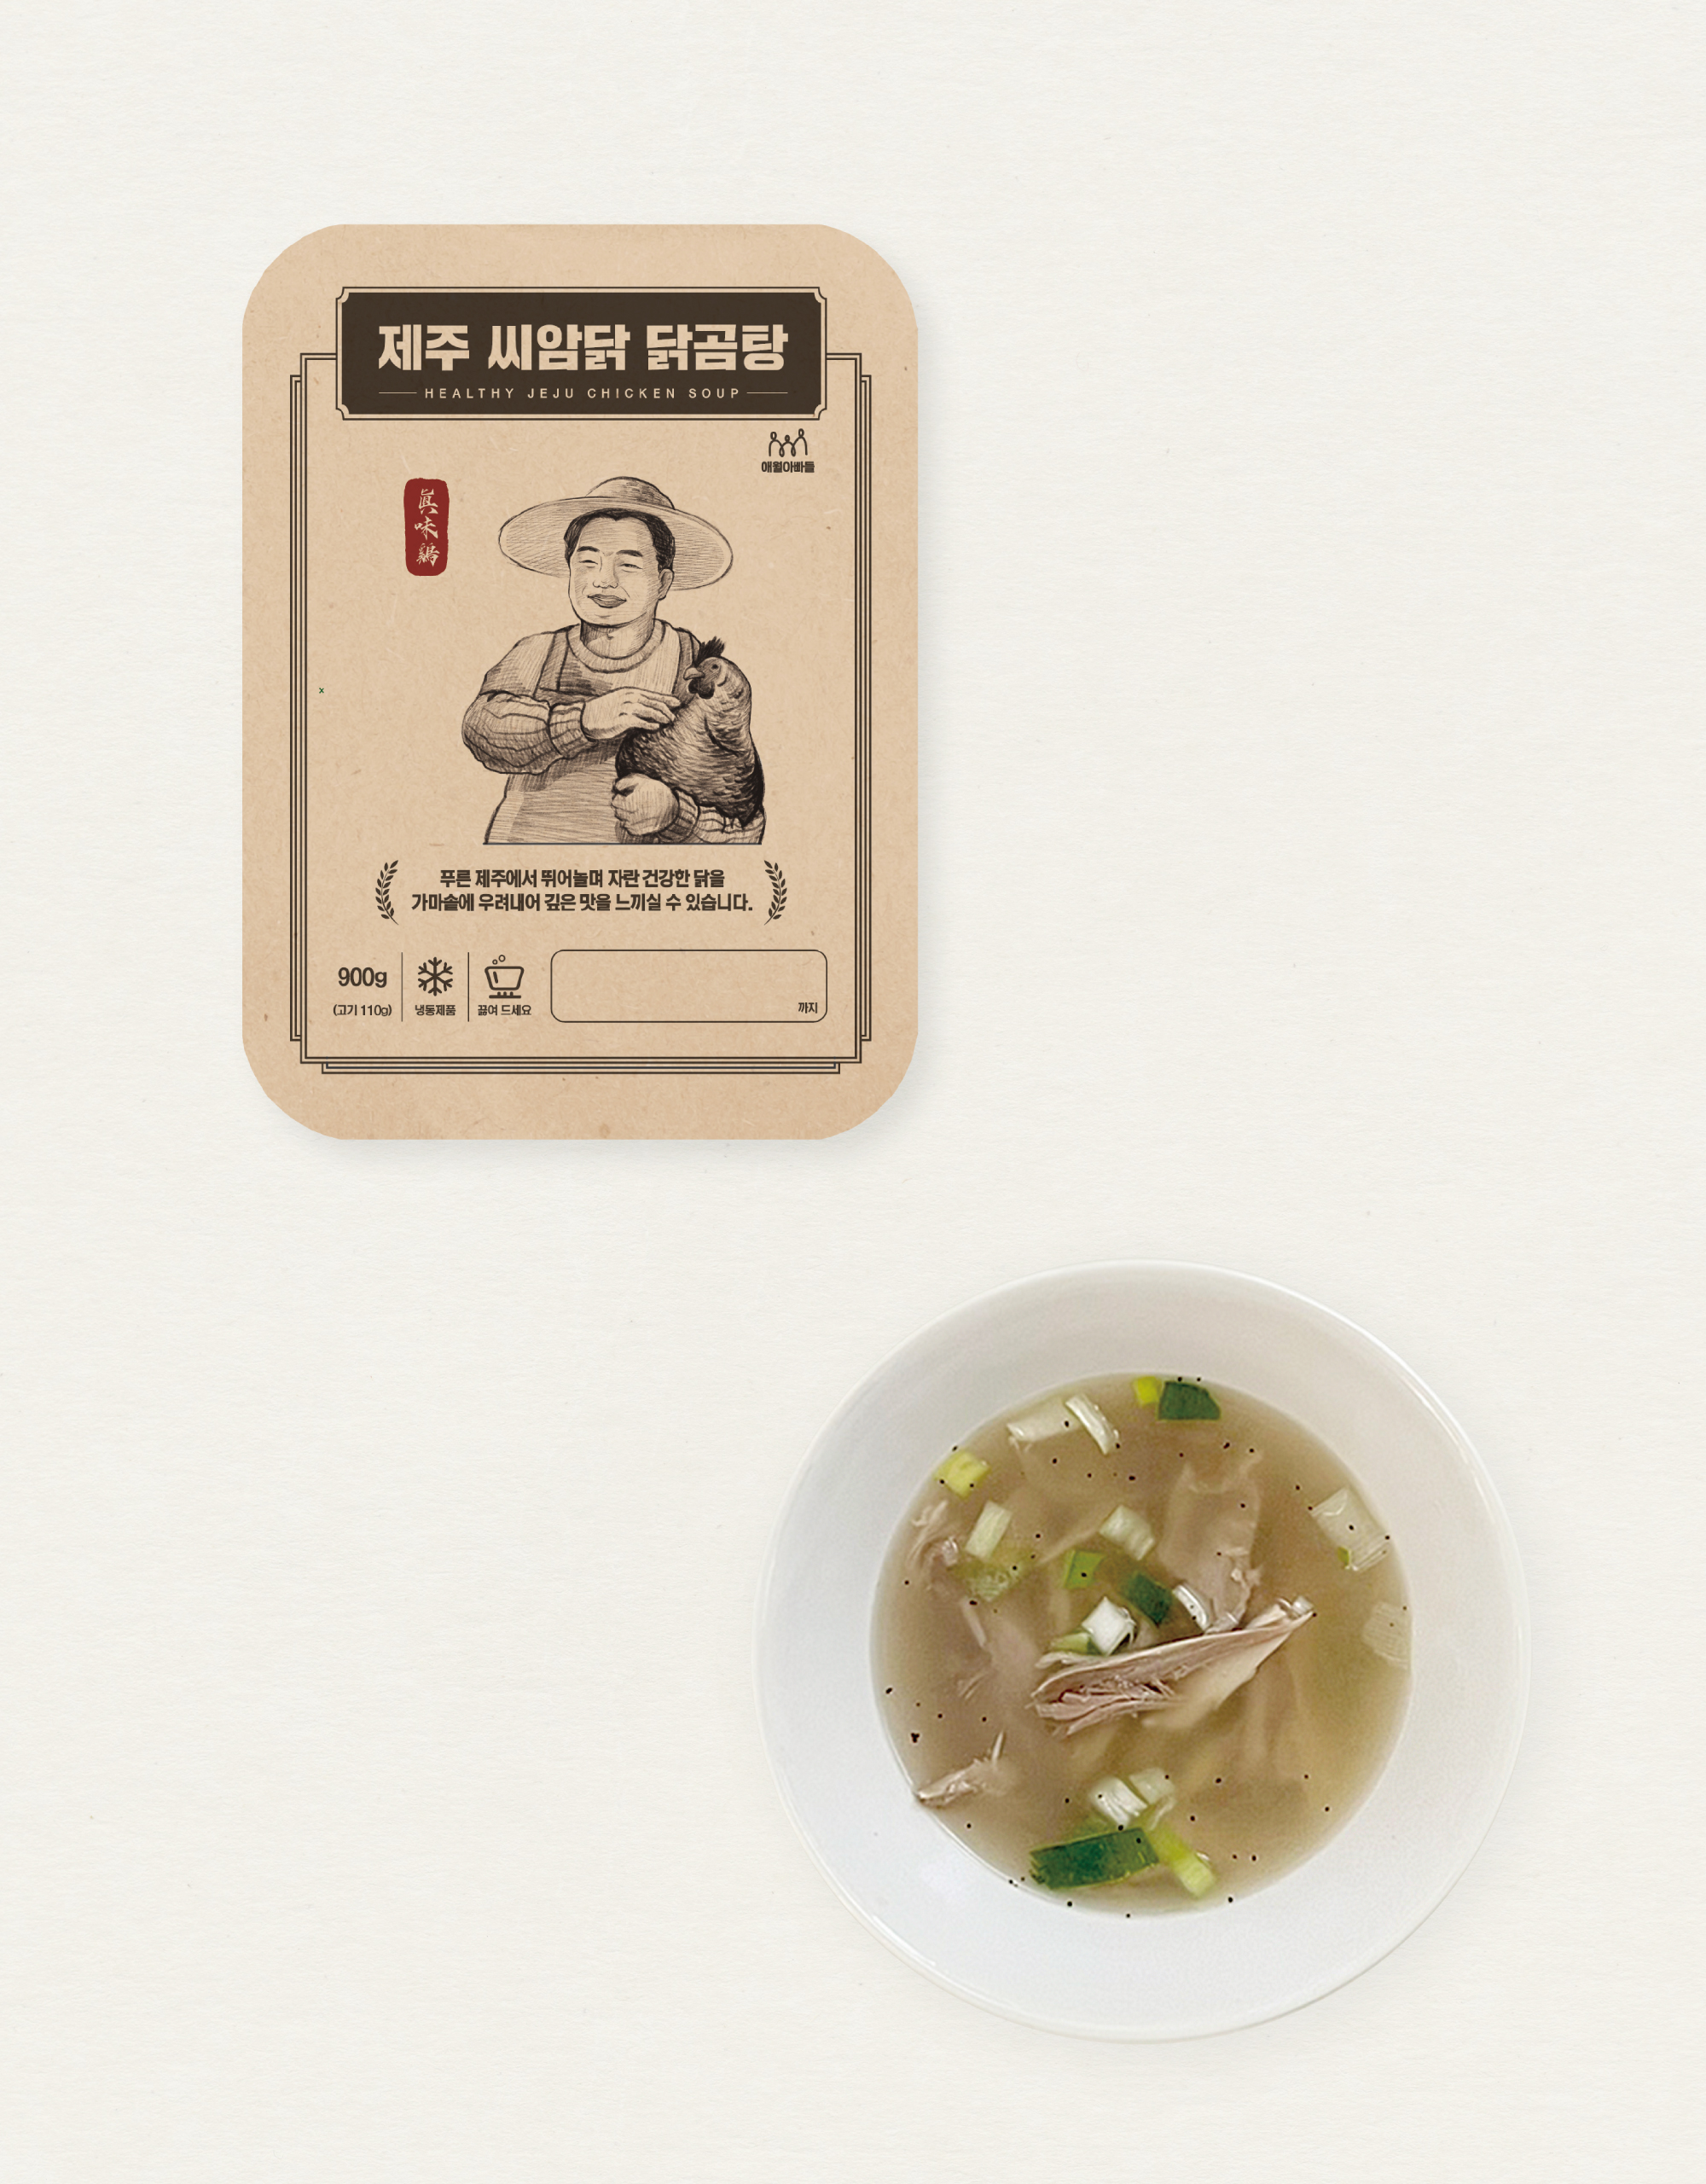 제주 씨암닭 닭곰탕
HEALTHY JEJU CHICKEN SOUP
애월아빠들
眞味鷄
x
푸른 제주에서 뛰어놀며 자란 건강한 닭을
가마솥에 우려내어 깊은 맛을 느끼실 수 있습니다.
900g
(고기 110g)
냉동제품
끓여 드세요
까지